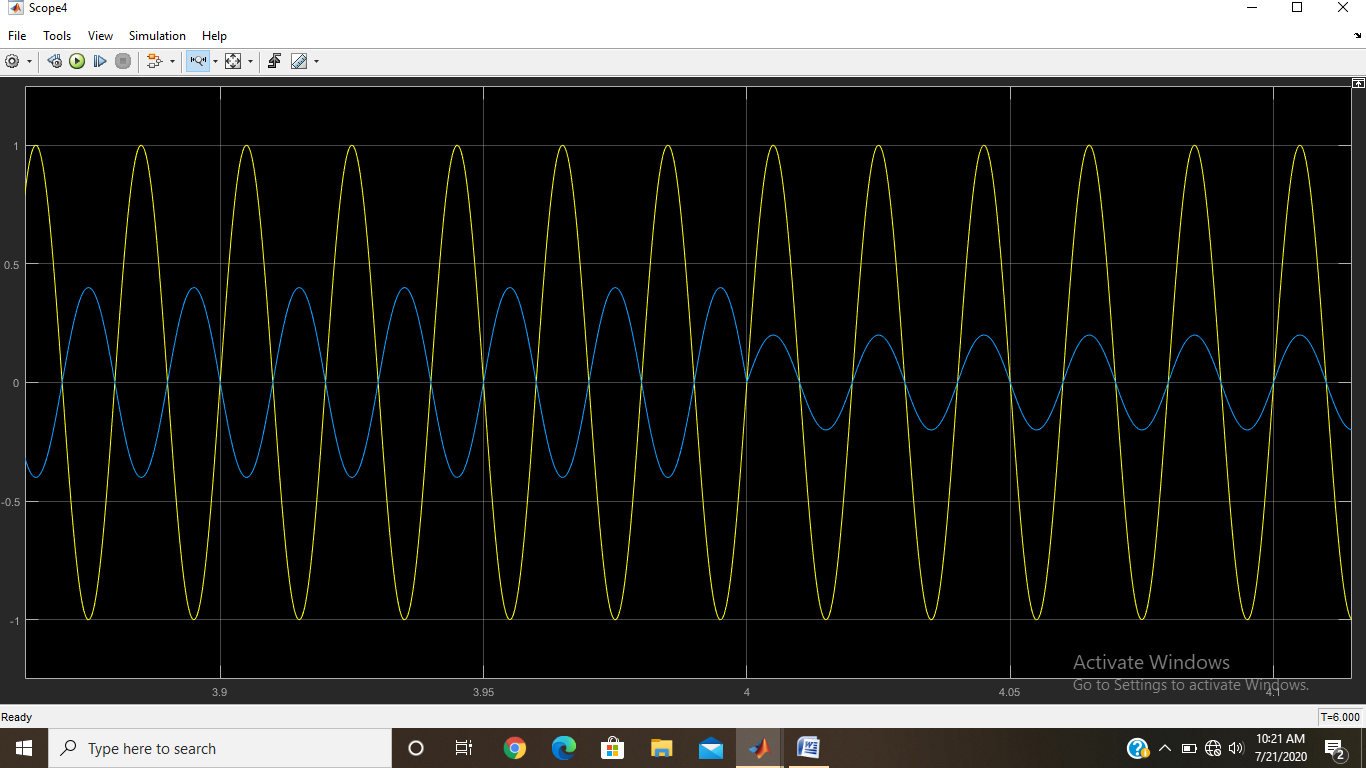 Scope4
File Tools View Simulation Help
1
0.5
0
-0.5
-1
3.9 3.95 4 4.05 4.1
Activate Windows
Go to Settings to activate Windows.
Ready T=6.000
Type here to search
10:21 AM
7/21/2020
2